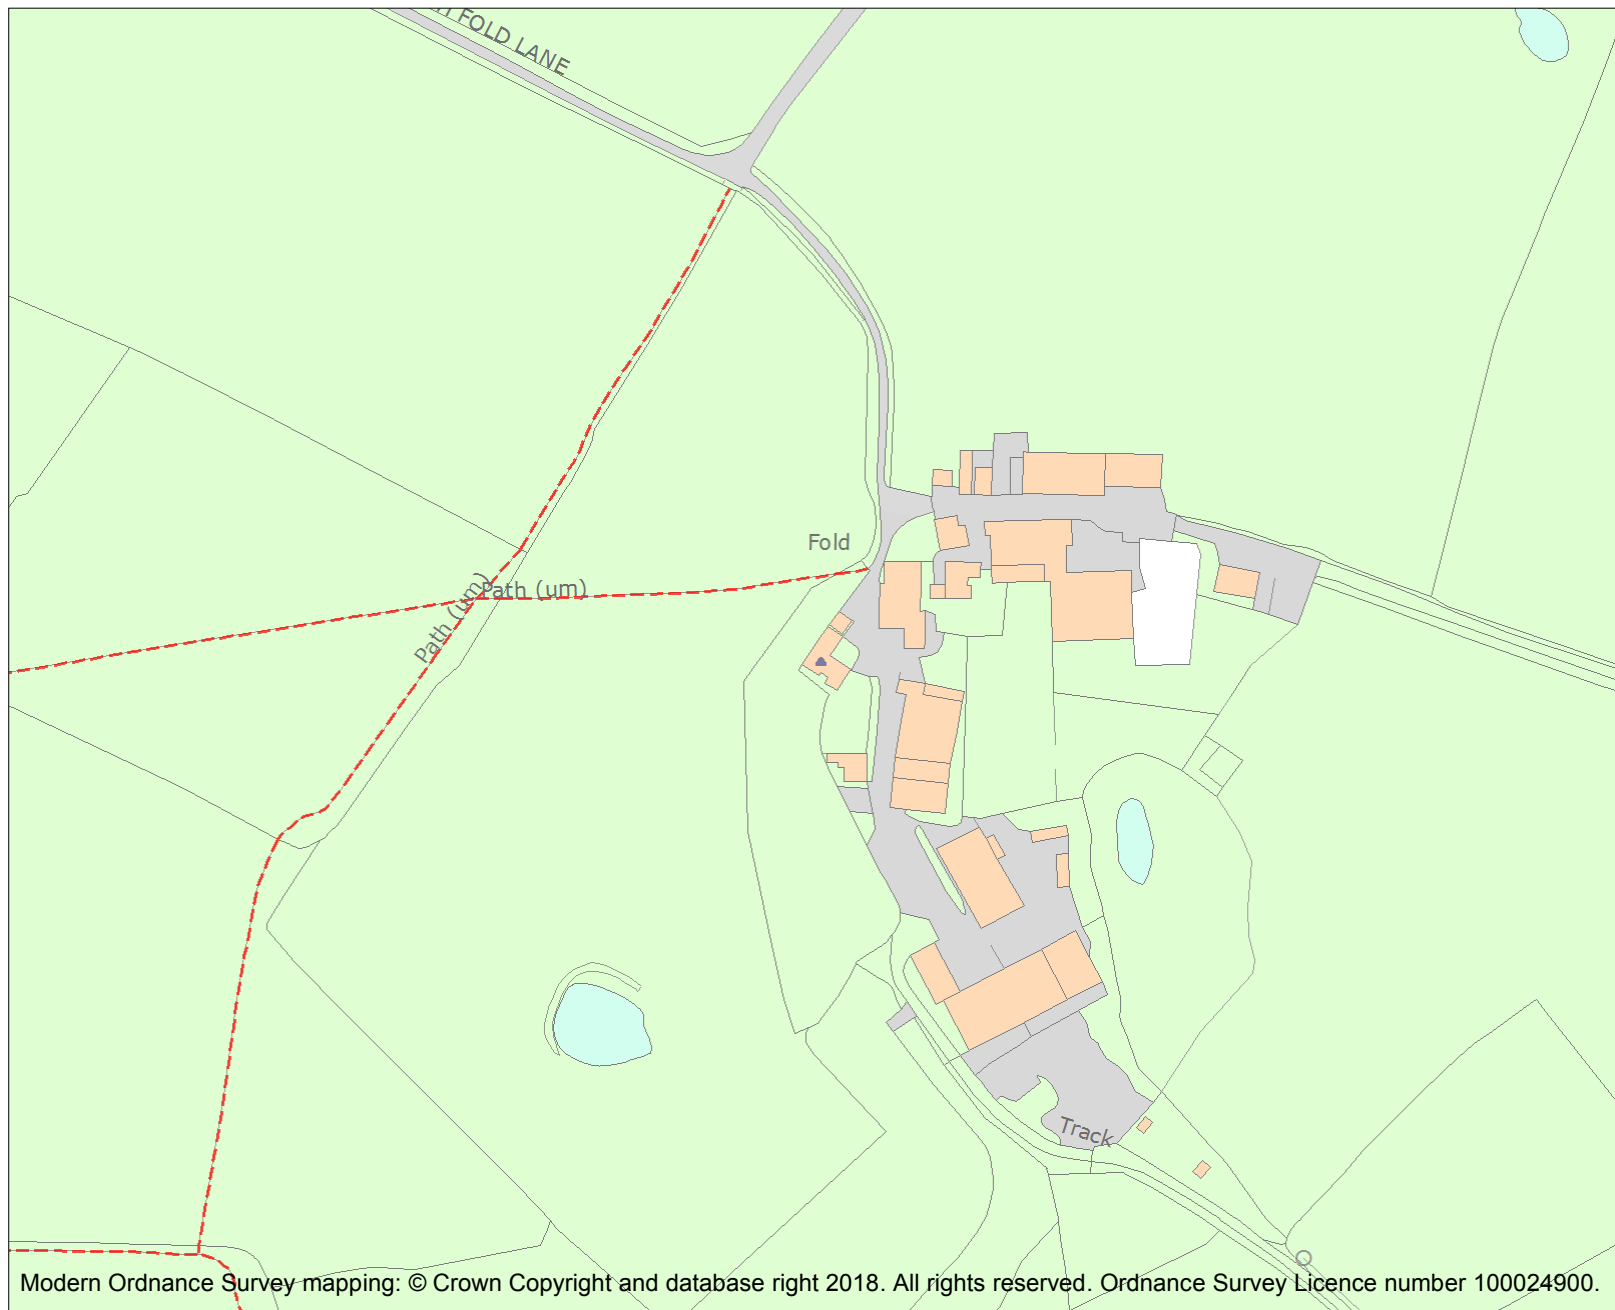 FOLD LANE
Fold
Path (um)
Path (um)
Track
Modern Ordnance Survey mapping: © Crown Copyright and database right 2018. All rights reserved. Ordnance Survey Licence number 100024900.